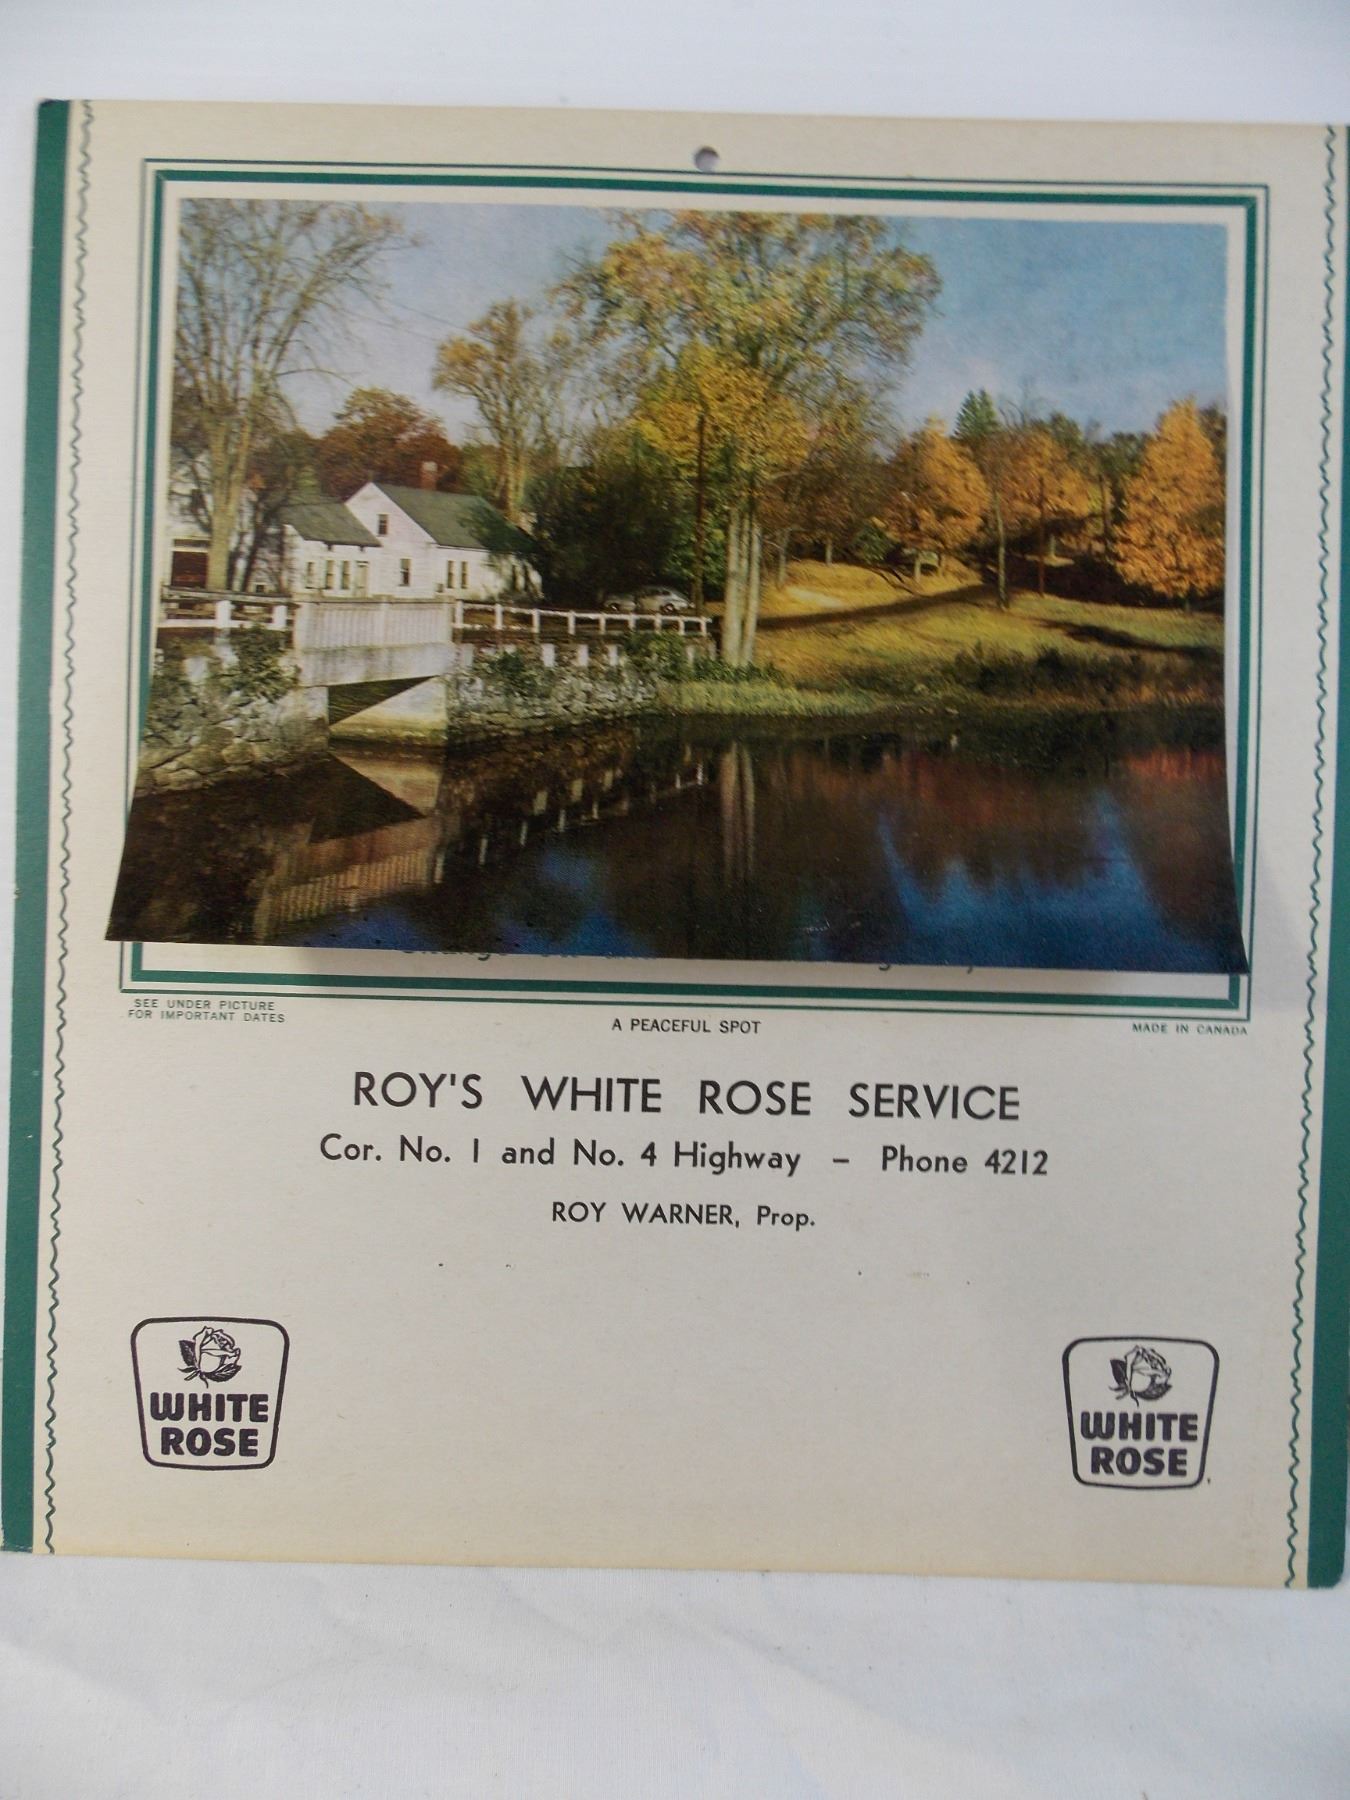 SEE UNDER PICTURE
FOR IMPORTANT DATES
A PEACEFUL SPOT
MADE IN CANADA
ROY'S WHITE ROSE SERVICE
Cor. No. 1 and No. 4 Highway – Phone 4212
ROY WARNER, Prop.
WHITE
ROSE
WHITE
ROSE